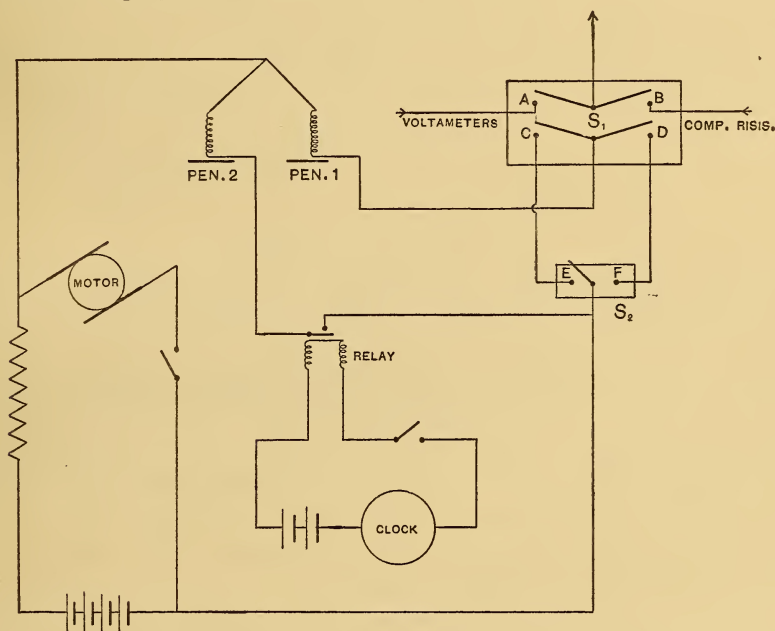 A
B
S₁
VOLTAMETERS
COMP. RISIS.
C
D
PEN. 2
PEN. 1
E
F
MOTOR
S₂
RELAY
CLOCK